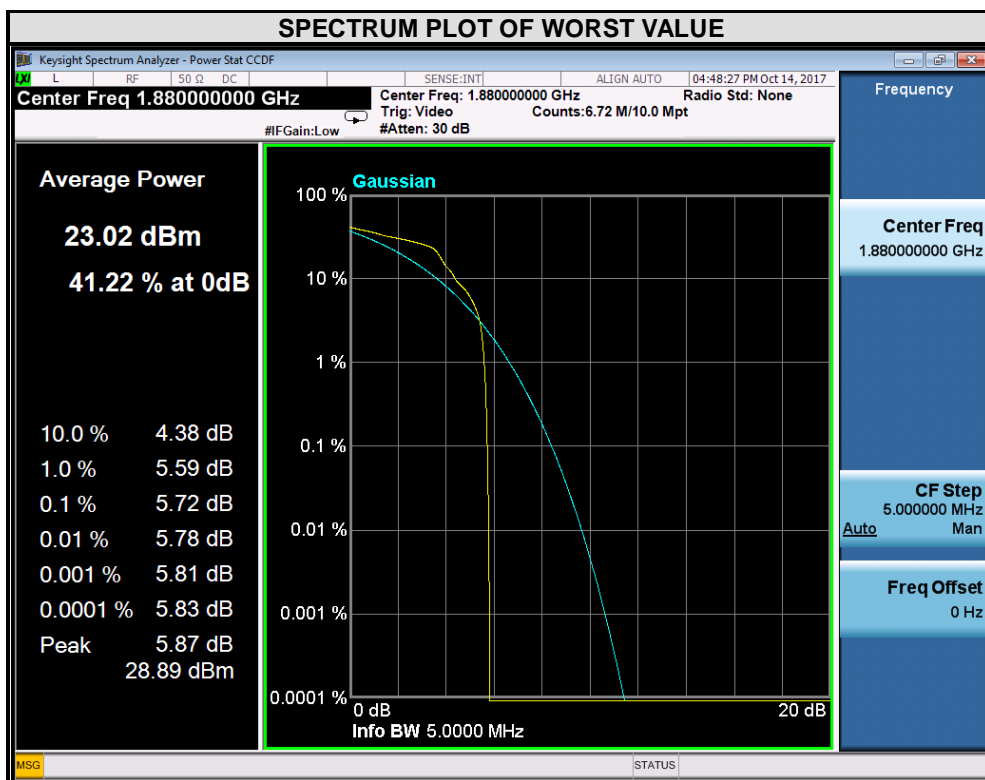 SPECTRUM PLOT OF WORST VALUE
Keysight Spectrum Analyzer - Power Stat CCDF
LXI L RF 50 Ω DC SENSE:INT ALIGN AUTO 04:48:27 PM Oct 14, 2017
Center Freq 1.880000000 GHz
Center Freq: 1.880000000 GHz Radio Std: None
Trig: Video Counts:6.72 M/10.0 Mpt
#IFGain:Low #Atten: 30 dB
Average Power
23.02 dBm
41.22 % at 0dB
10.0 % 4.38 dB
1.0 % 5.59 dB
0.1 % 5.72 dB
0.01 % 5.78 dB
0.001 % 5.81 dB
0.0001 % 5.83 dB
Peak 5.87 dB
28.89 dBm
Gaussian
100 %
10 %
1 %
0.1 %
0.01 %
0.001 %
0.0001 %
0 dB 20 dB
Info BW 5.0000 MHz
Frequency
Center Freq
1.880000000 GHz
CF Step
5.000000 MHz
Auto Man
Freq Offset
0 Hz
MSG STATUS